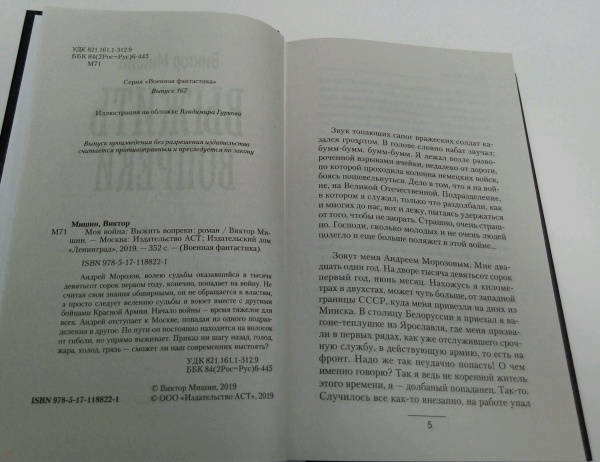 УДК 821.161.1-312.9
ББК 84(2Рос=Рус)6-445
М71
Серия «Военная фантастика»
Выпуск 162
Иллюстрация на обложке Владимира Гуркова
Выпуск произведения без разрешения издательства
считается противоправным и преследуется по закону
Мишин, Виктор
М71 Моя война: Выжить вопреки : роман / Виктор Ми-
шин. — Москва: Издательство АСТ; Издательский дом
«Ленинград», 2019. — 352 с. — (Военная фантастика).
ISBN 978-5-17-118822-1
Андрей Морозов, волею судьбы оказавшийся в тысяча
девятьсот сорок первом году, конечно, попадает на войну. Не
считая свои знания обширными, он не обращается к властям,
а просто следует велению судьбы и воюет вместе с другими
бойцами Красной Армии. Начало войны — время тяжелое для
всех. Андрей отступает к Москве, попадая из одного подраз-
деления в другое. По пути он постоянно находится на волосок
от гибели, но упрямо выживает. Приказ ни шагу назад, голод,
жара, холод, грязь — сможет ли наш современник выстоять?
УДК 821.161.1-312.9
ББК 84(2Рос=Рус)6-445
© Виктор Мишин, 2019
ISBN 978-5-17-118822-1 © ООО «Издательство АСТ», 2019
Звук топающих сапог вражеских солдат ка-
зался грохотом. В голове словно набат звучал:
бумм-бумм, бумм-бумм. Я лежал возле разво-
роченной взрывами ячейки, недалеко от дороги,
по которой проходила колонна немецких войск,
боясь пошевельнуться. Дело в том, что я на вой-
не, на Великой Отечественной. Подразделение,
в котором я служил, только что раздолбали, как
и многих до нас, вот и лежу, пытаясь удержаться
от того, чтобы не заорать. Страшно, очень страш-
но. Господи, сколько молодых и не очень людей
полегло и еще больше поляжет в этой войне...
Зовут меня Андреем Морозовым. Мне два-
дцать один год. На дворе тысяча девятьсот сорок
первый год, июнь месяц. Нахожусь я километ-
рах в двухстах, может чуть больше, от западной
границы СССР, куда меня привезли на днях из
Минска. В столицу Белоруссии я приехал в ва-
гоне-теплушке из Ярославля, где меня призва-
ли в первых рядах, как уже отслужившего сроч-
ную службу, в действующую армию, то есть на
фронт. Надо же так неудачно попасть! О чем
именно говорю? Так я ведь не коренной житель
этого времени, я — долбаный попаданец. Так-то.
Случилось все как-то внезапно, на работе упал
5